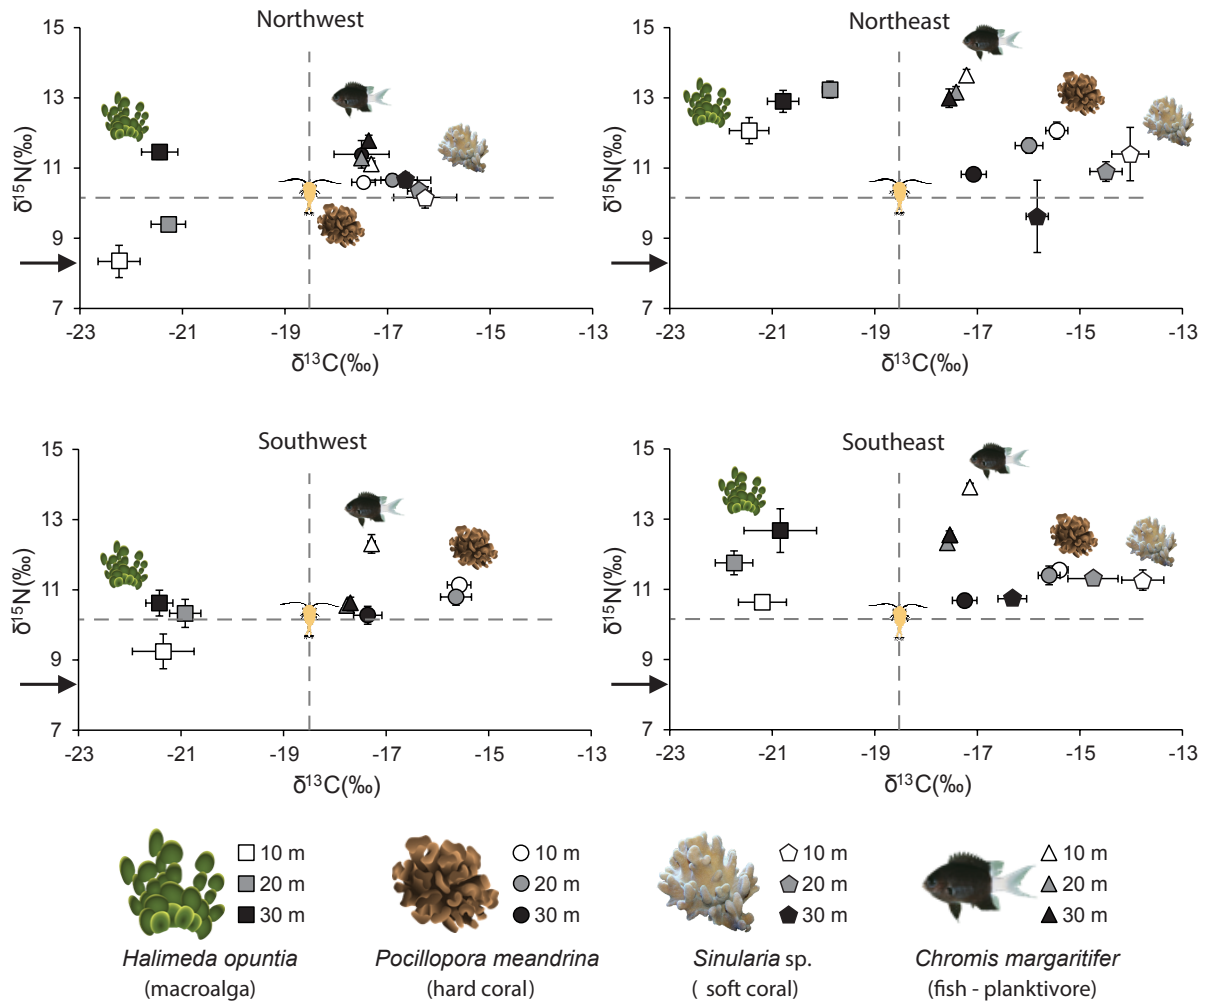 Northwest
Northeast
15
13
11
9
7
δ15N(‰)
-23 -21 -19 -17 -15 -13
δ13C(‰)
15
13
11
9
7
δ15N(‰)
-23 -21 -19 -17 -15 -13
δ13C(‰)
Southwest
Southeast
15
13
11
9
7
δ15N(‰)
-23 -21 -19 -17 -15 -13
δ13C(‰)
15
13
11
9
7
δ15N(‰)
-23 -21 -19 -17 -15 -13
δ13C(‰)
10 m
20 m
30 m
Halimeda opuntia
(macroalga)
10 m
20 m
30 m
Pocillopora meandrina
(hard coral)
10 m
20 m
30 m
Sinularia sp.
( soft coral)
10 m
20 m
30 m
Chromis margaritifer
(fish - planktivore)